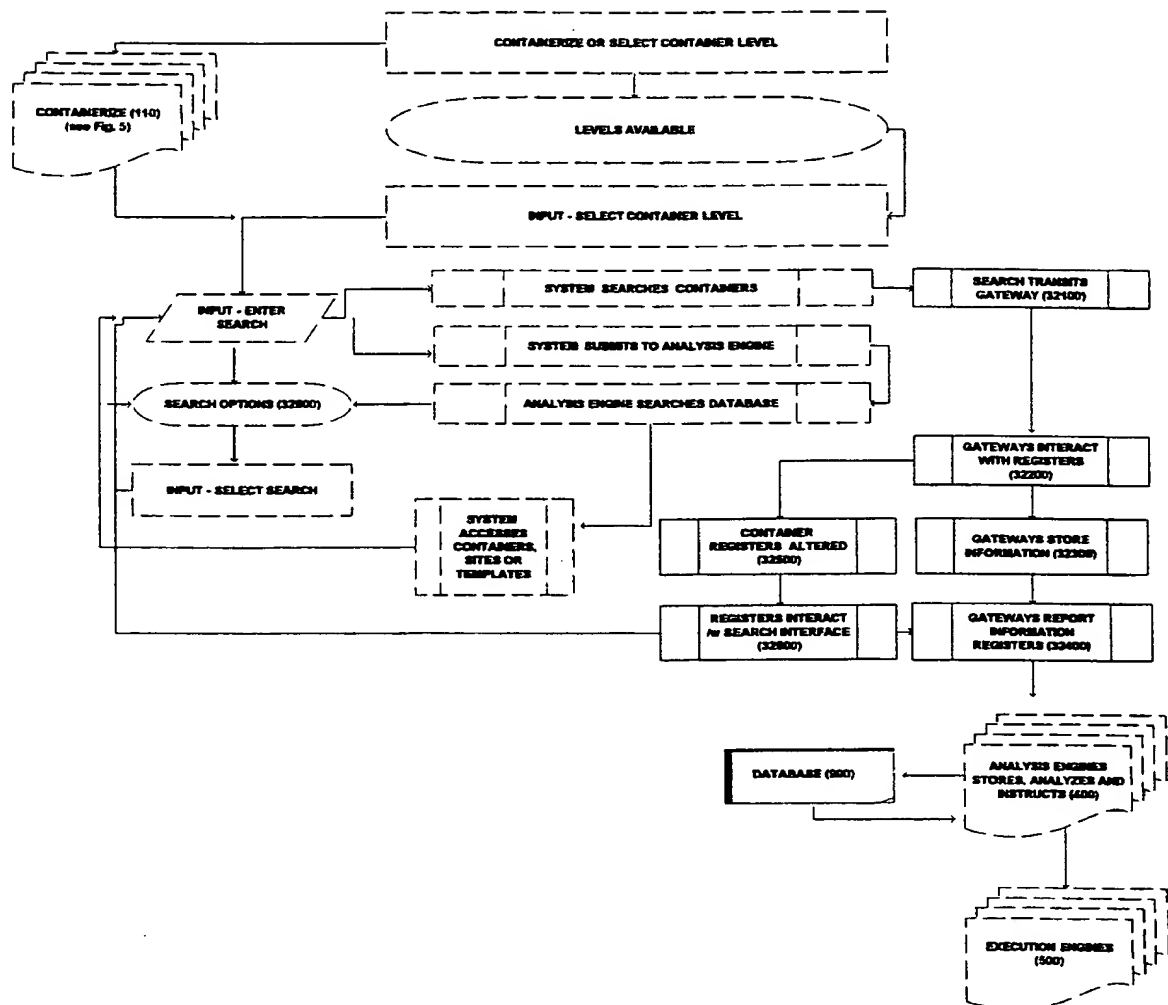 CONTAINERIZE OR SELECT CONTAINER LEVEL
CONTAINERIZE (110)
(see Fig. 5)
LEVELS AVAILABLE
INPUT - SELECT CONTAINER LEVEL
INPUT - ENTER
SEARCH
SYSTEM SEARCHES CONTAINERS
SEARCH TRANSITS
GATEWAY (32100)
SYSTEM SUBMITS TO ANALYSIS ENGINE
SEARCH OPTIONS
ANALYSIS ENGINE SEARCHES DATABASE
INPUT - SELECT SEARCH
GATEWAYS INTERACT
WITH REGISTERS
(32200)
SYSTEM
ACCESSES
CONTAINERS,
SITES OR
TEMPLATES
CONTAINER
REGISTERS ALTERED
(32500)
GATEWAYS STORE
INFORMATION (32300)
REGISTERS INTERACT
/w SEARCH INTERFACE
GATEWAYS REPORT
INFORMATION
REGISTERS
DATABASE (900)
ANALYSIS ENGINES
STORES, ANALYZES AND
INSTRUCTS (400)
EXECUTION ENGINES
(500)